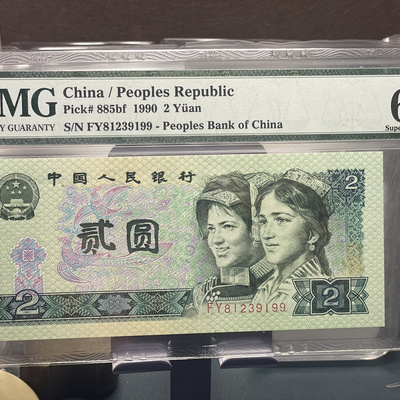 MG China / Peoples Republic
Pick# 885bf 1990 2 Yüan
Y GUARANTY S/N FY81239199 - Peoples Bank of China
6
Supe
中国人民银行
2
贰圆
FY81239199
2
2